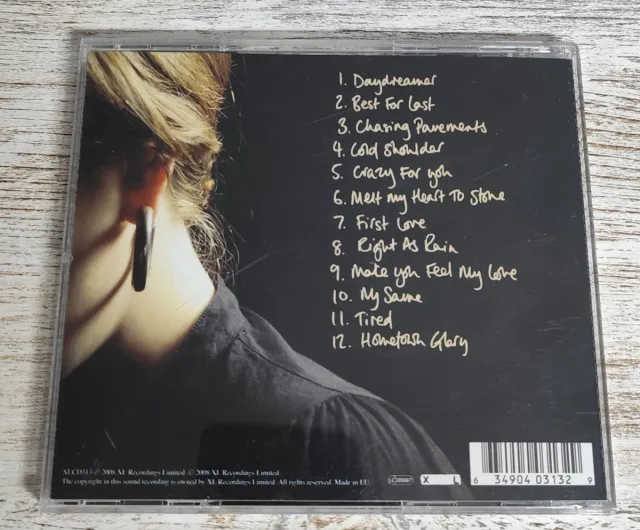 1. Daydreamer
2. Best For Last
3. Chasing Pavements
4. Cold Shoulder
5. Crazy For you
6. Melt my Heart To Stone
7. First Love
8. Right As Rain
9. Make you Feel My Love
10. My Same
11. Tired
12. Hometown Glory
XLCD313 ℗ 2008 XL Recordings Limited. © 2008 XL Recordings Limited.
The copyright in this sound recording is owned by XL Recordings Limited. All rights reserved. Made in EU.
X L
6 34904 03132 9